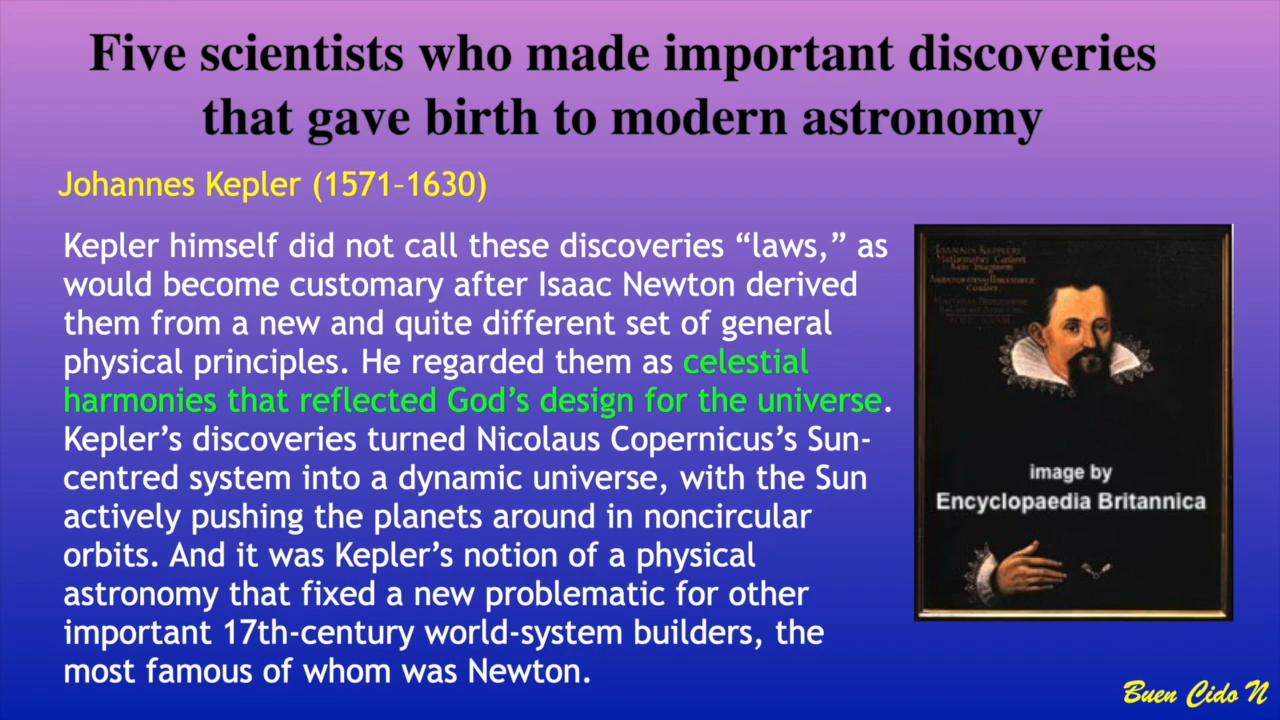 Five scientists who made important discoveries
that gave birth to modern astronomy
Johannes Kepler (1571–1630)
Kepler himself did not call these discoveries “laws,” as
would become customary after Isaac Newton derived
them from a new and quite different set of general
physical principles. He regarded them as celestial
harmonies that reflected God’s design for the universe.
Kepler’s discoveries turned Nicolaus Copernicus’s Sun-
centred system into a dynamic universe, with the Sun
actively pushing the planets around in noncircular
orbits. And it was Kepler’s notion of a physical
astronomy that fixed a new problematic for other
important 17th-century world-system builders, the
most famous of whom was Newton.
image by
Encyclopaedia Britannica
Buen Cido N